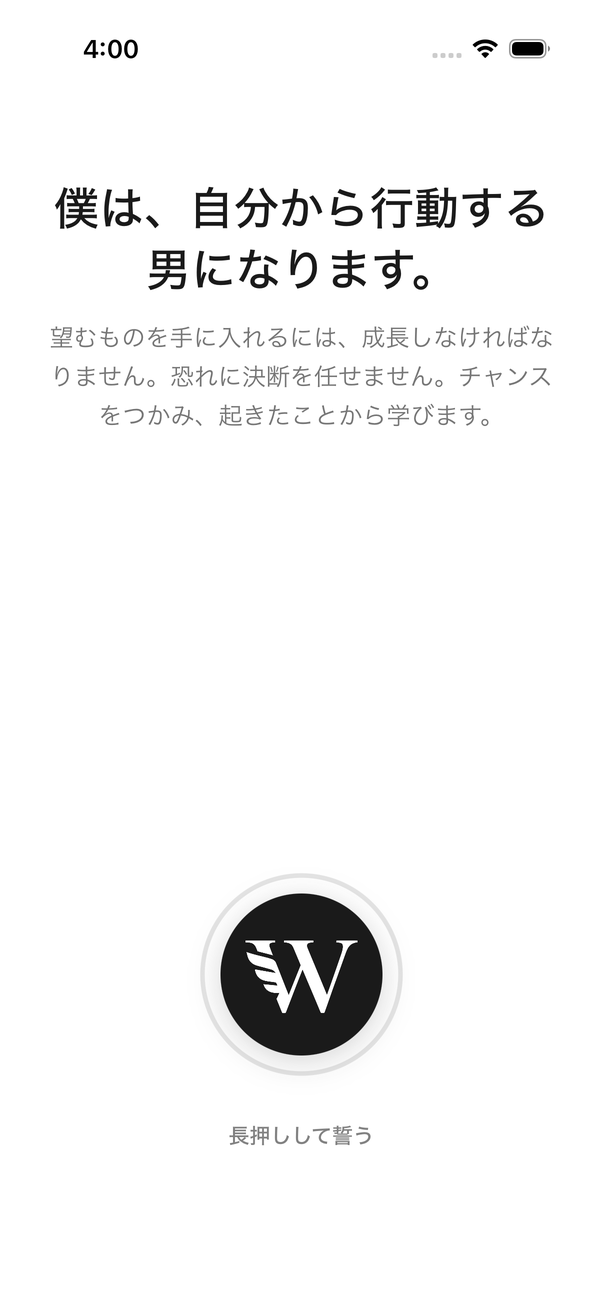 4:00
僕は、自分から行動する
男になります。
望むものを手に入れるには、成長しなければな
りません。恐れに決断を任せません。チャンス
をつかみ、起きたことから学びます。
W
長押しして誓う